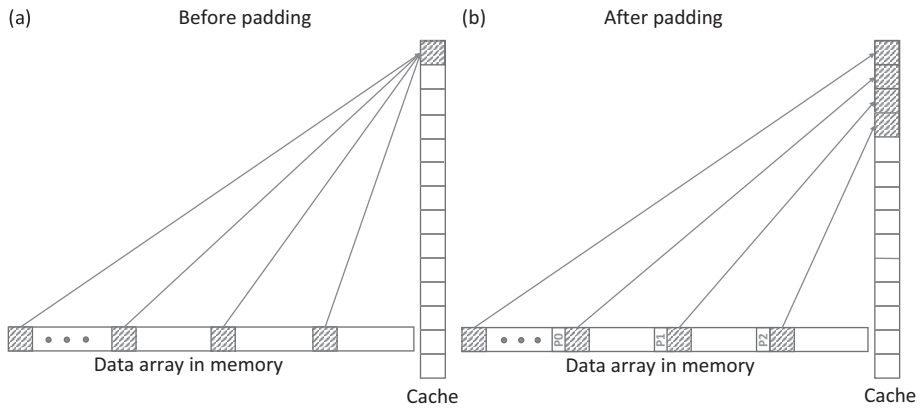 (a) Before padding
(b) After padding
P0
P1
P2
Data array in memory
Cache
Data array in memory
Cache